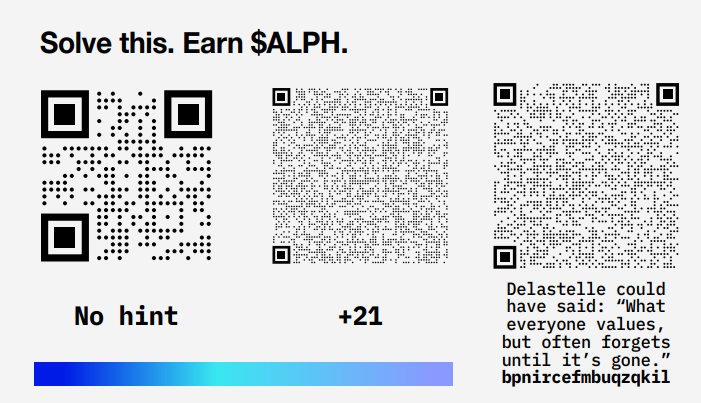 Solve this. Earn $ALPH.
No hint
+21
Delastelle could
have said: “What
everyone values,
but often forgets
until it’s gone.”
bpnircefmbuqzqkil